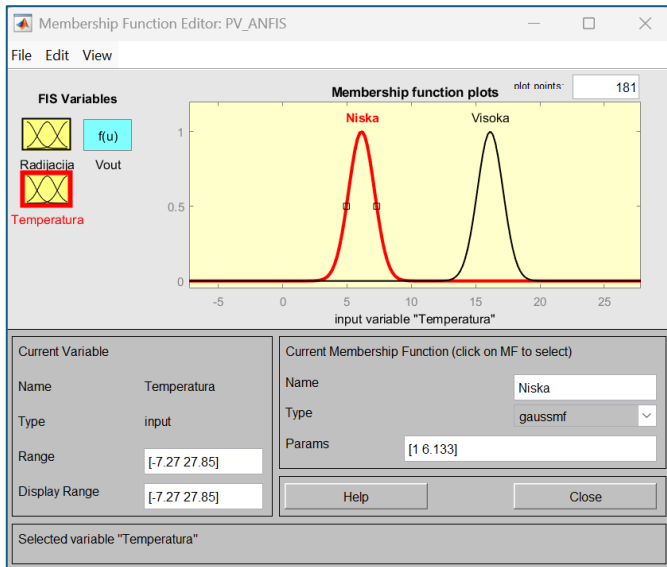 Membership Function Editor: PV_ANFIS
File Edit View
FIS Variables
f(u)
Radijacija Vout
Temperatura
Membership function plots
plot points:
181
Niska
Visoka
1
0.5
0
-5 0 5 10 15 20 25
input variable "Temperatura"
Current Variable
Name Temperatura
Type input
Range [-7.27 27.85]
Display Range [-7.27 27.85]
Current Membership Function (click on MF to select)
Name Niska
Type gaussmf
Params [1 6.133]
Help Close
Selected variable "Temperatura"